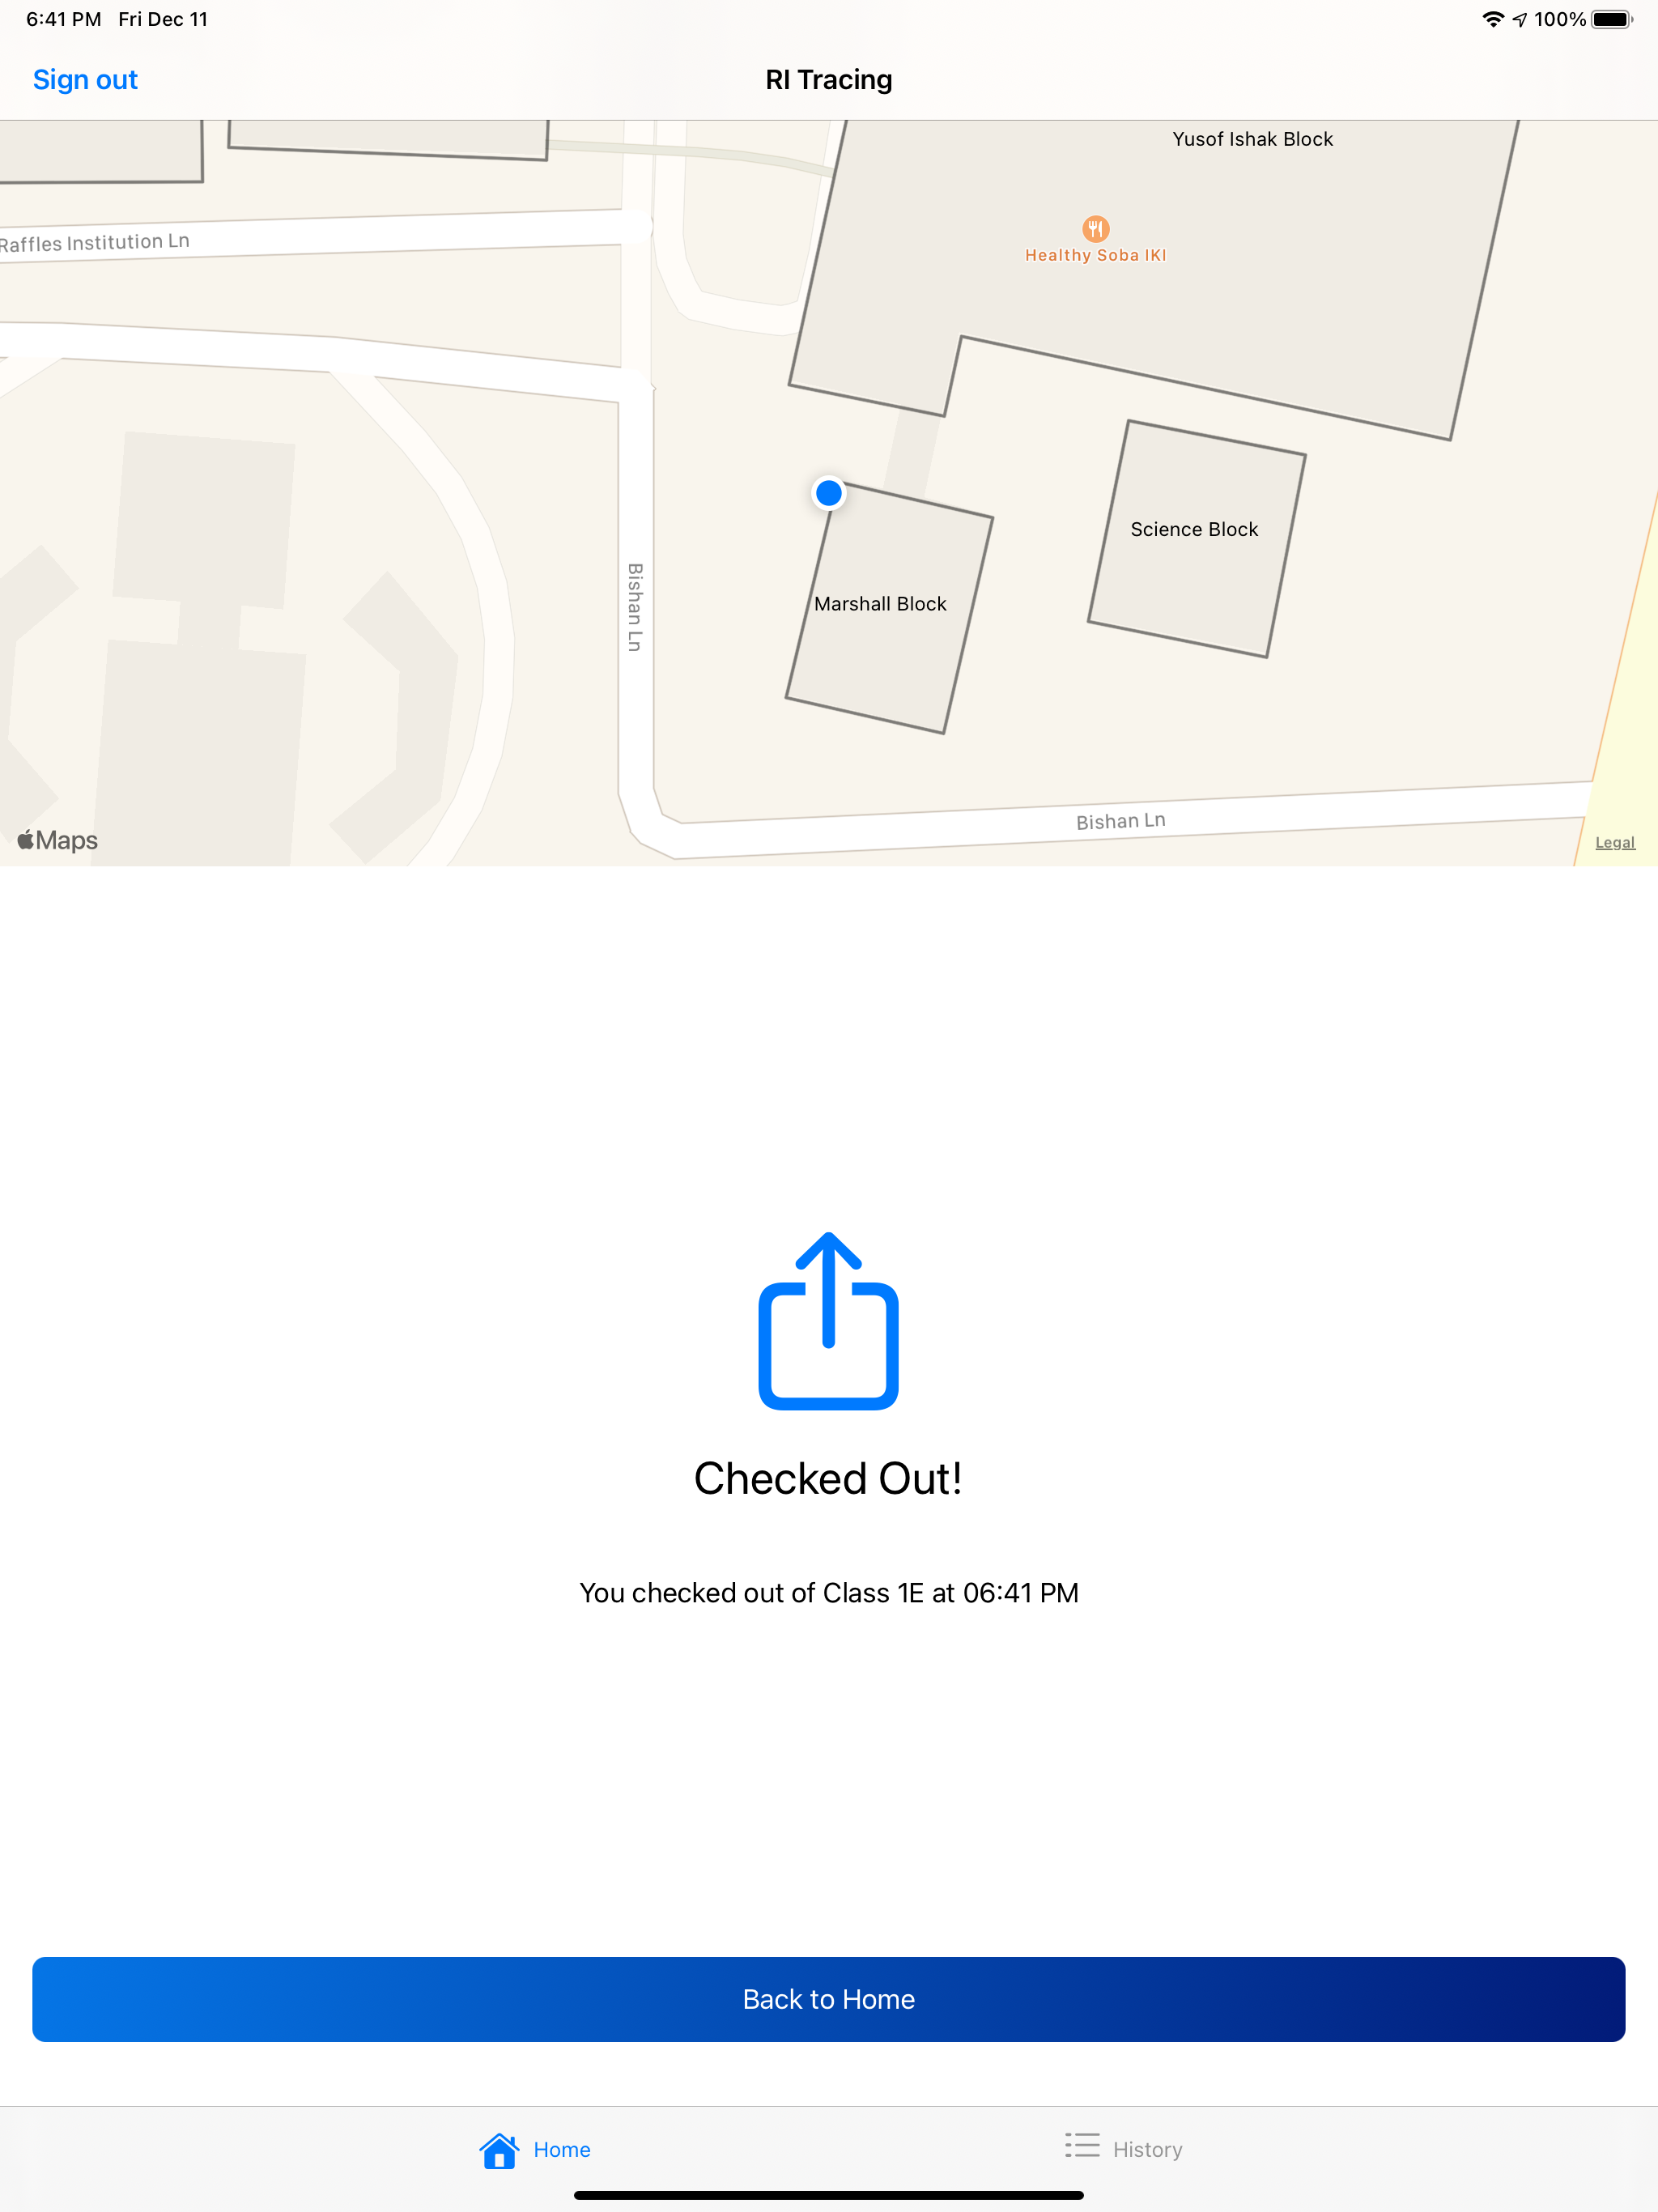 6:41 PM Fri Dec 11 100%
Sign out RI Tracing
Yusof Ishak Block
Raffles Institution Ln
Healthy Soba IKI
Science Block
Bishan Ln
Marshall Block
Bishan Ln
Maps
Legal
Checked Out!
You checked out of Class 1E at 06:41 PM
Back to Home
Home History